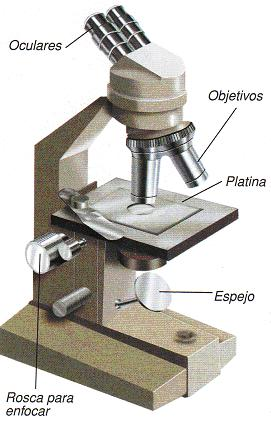 Oculares
Objetivos
Platina
Espejo
Rosca para
enfocar